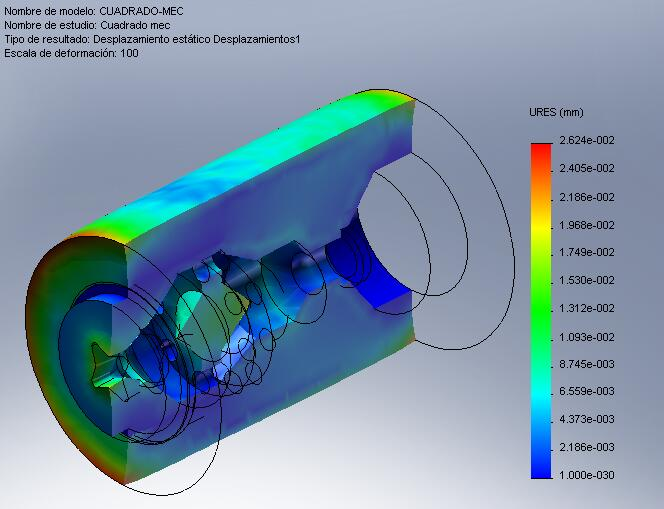 Nombre de modelo: CUADRADO-MEC
Nombre de estudio: Cuadrado mec
Tipo de resultado: Desplazamiento estático Desplazamientos1
Escala de deformación: 100
URES (mm)
2.624e-002
2.405e-002
2.186e-002
1.968e-002
1.749e-002
1.530e-002
1.312e-002
1.093e-002
8.745e-003
6.559e-003
4.373e-003
2.186e-003
1.000e-030